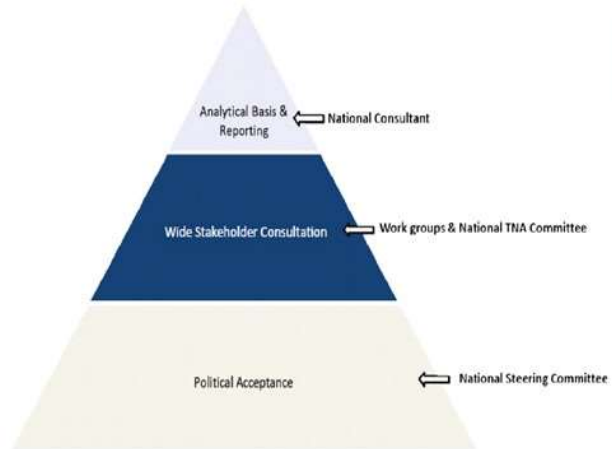 Analytical Basis &
Reporting
National Consultant
Wide Stakeholder Consultation
Work groups & National TNA Committee
Political Acceptance
National Steering Committee